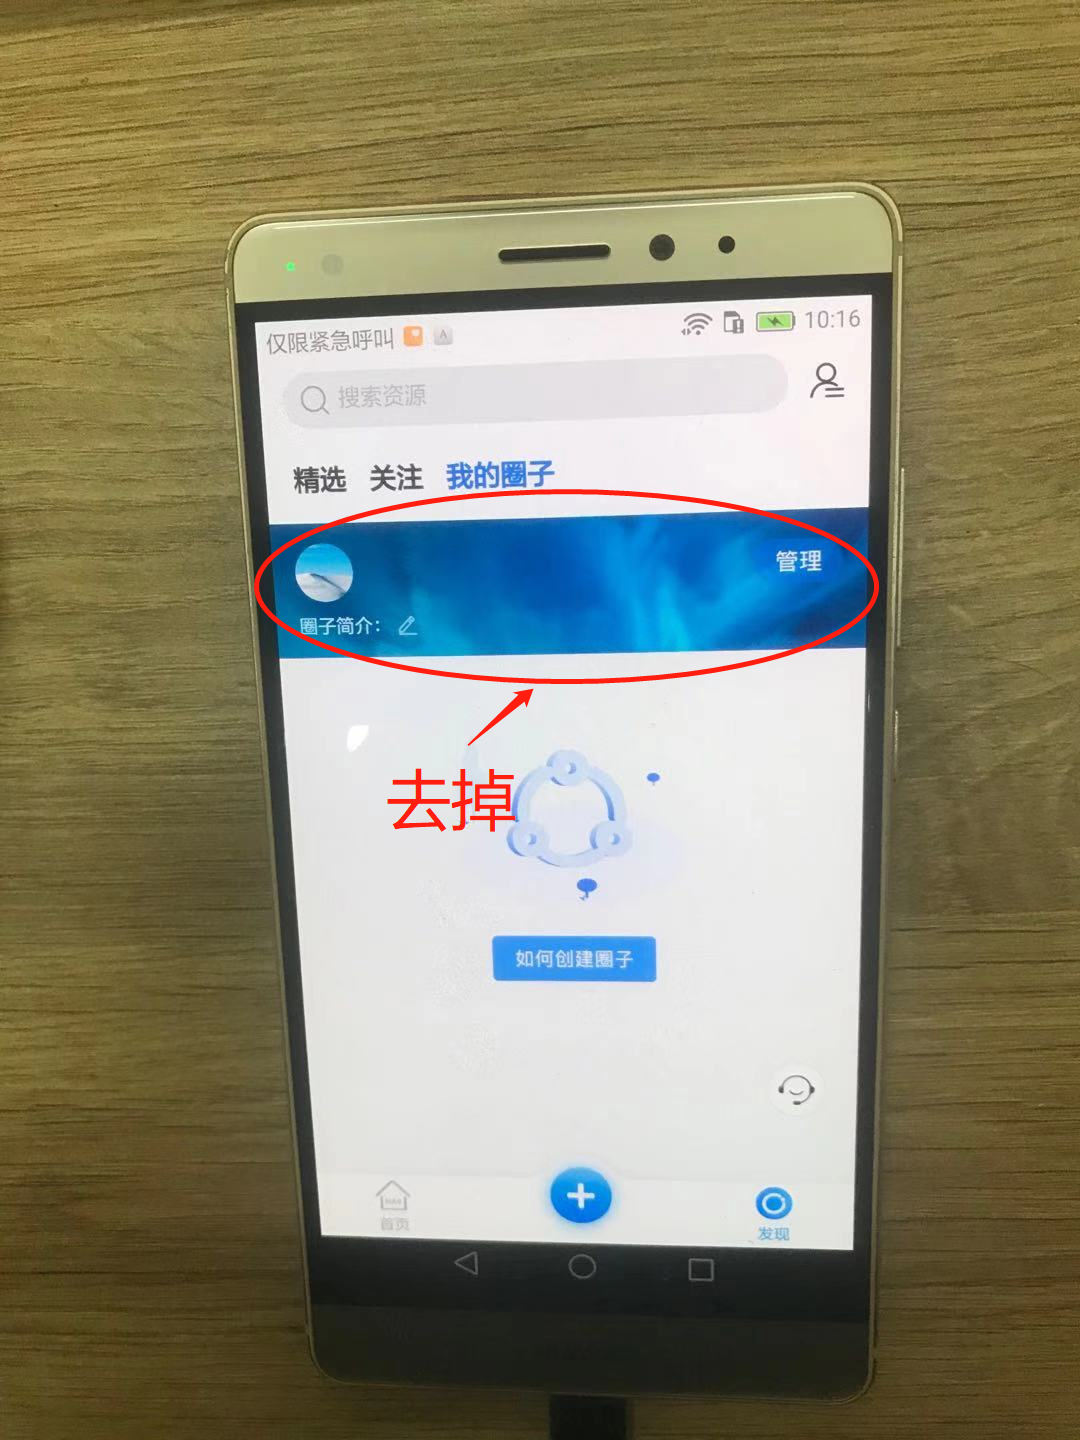 仅限紧急呼叫 A 10:16
搜索资源
精选 关注 我的圈子
管理
圈子简介：
去掉
如何创建圈子
首页
发现